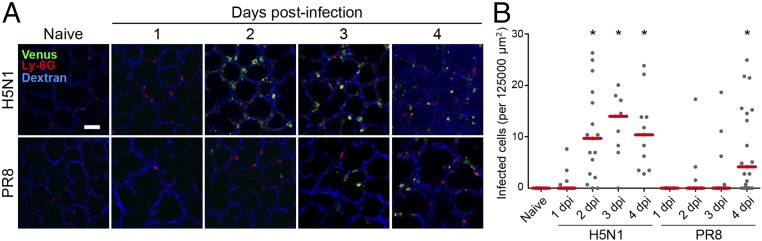 A
Days post-infection
Naive 1 2 3 4
Venus
Ly-6G
Dextran
H5N1
PR8
B
Infected cells (per 125000 μm²)
30
20
10
0
Naive 1 dpi 2 dpi 3 dpi 4 dpi 1 dpi 2 dpi 3 dpi 4 dpi
* * * *
H5N1 PR8